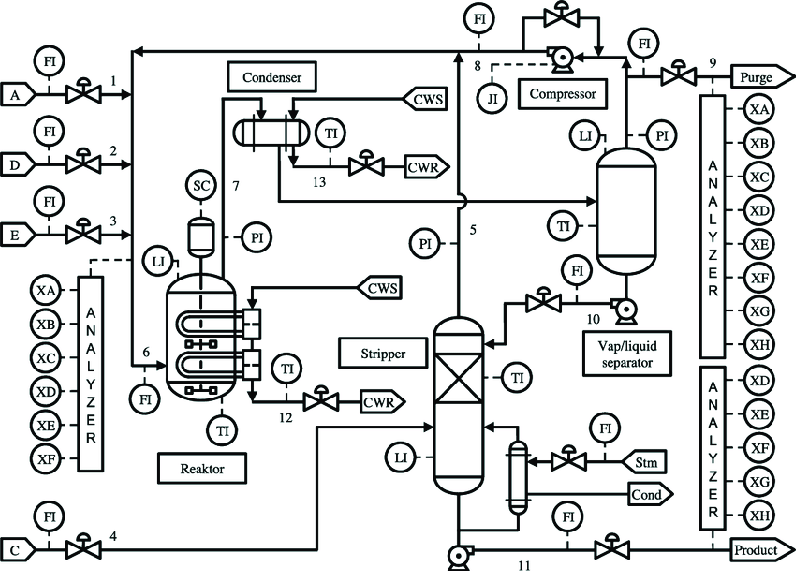 FI
8
FI
9
Purge
Condenser
JI
Compressor
FI
1
A
CWS
XA
TI
LI
PI
XB
FI
2
D
CWR
13
7
SC
XC
ANALYZER
XD
FI
3
E
PI
PI
5
TI
XE
LI
FI
XF
XA
CWS
XG
XB
10
XH
XC
ANALYZER
6
Stripper
Vap/liquid
separator
XD
TI
TI
XD
FI
12
CWR
XE
XE
TI
FI
XF
ANALYZER
XF
Reaktor
LI
Stm
XG
Cond
XH
FI
4
FI
C
11
Product